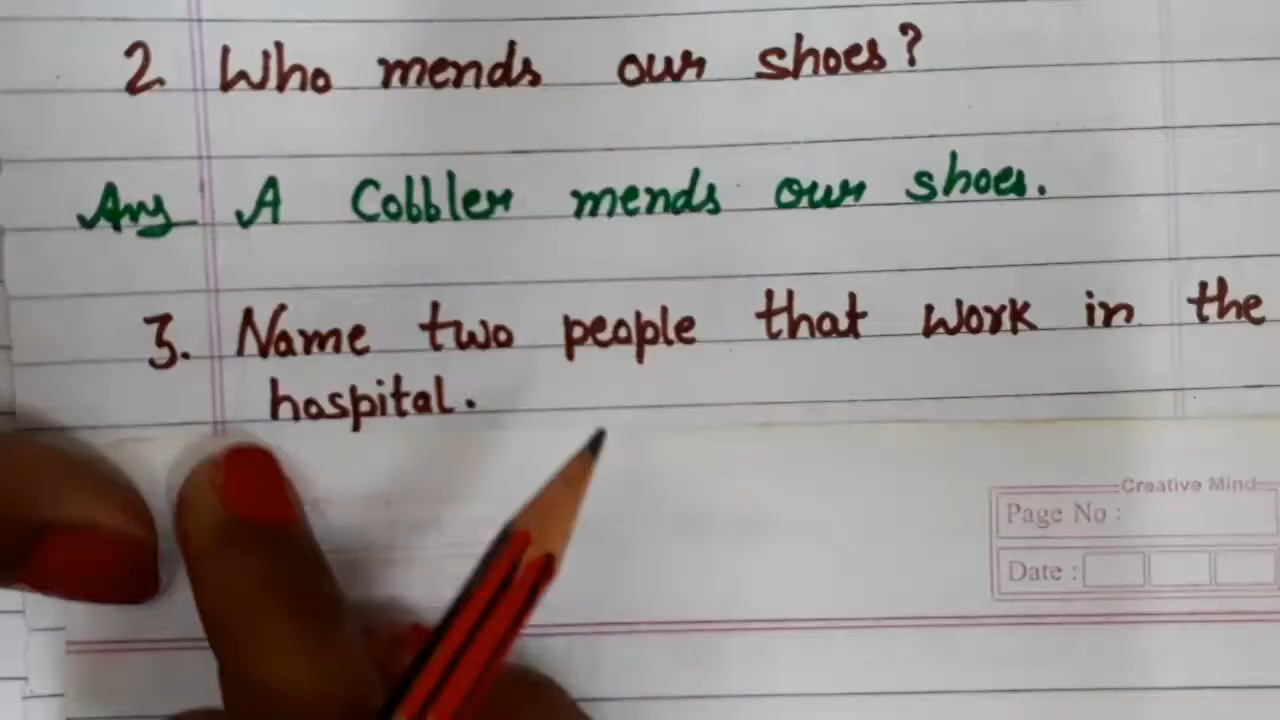 2 Who mends our shoes?
Ans A Cobbler mends our shoes.
3. Name two people that work in the
hospital.
Creative Mind
Page No :
Date :